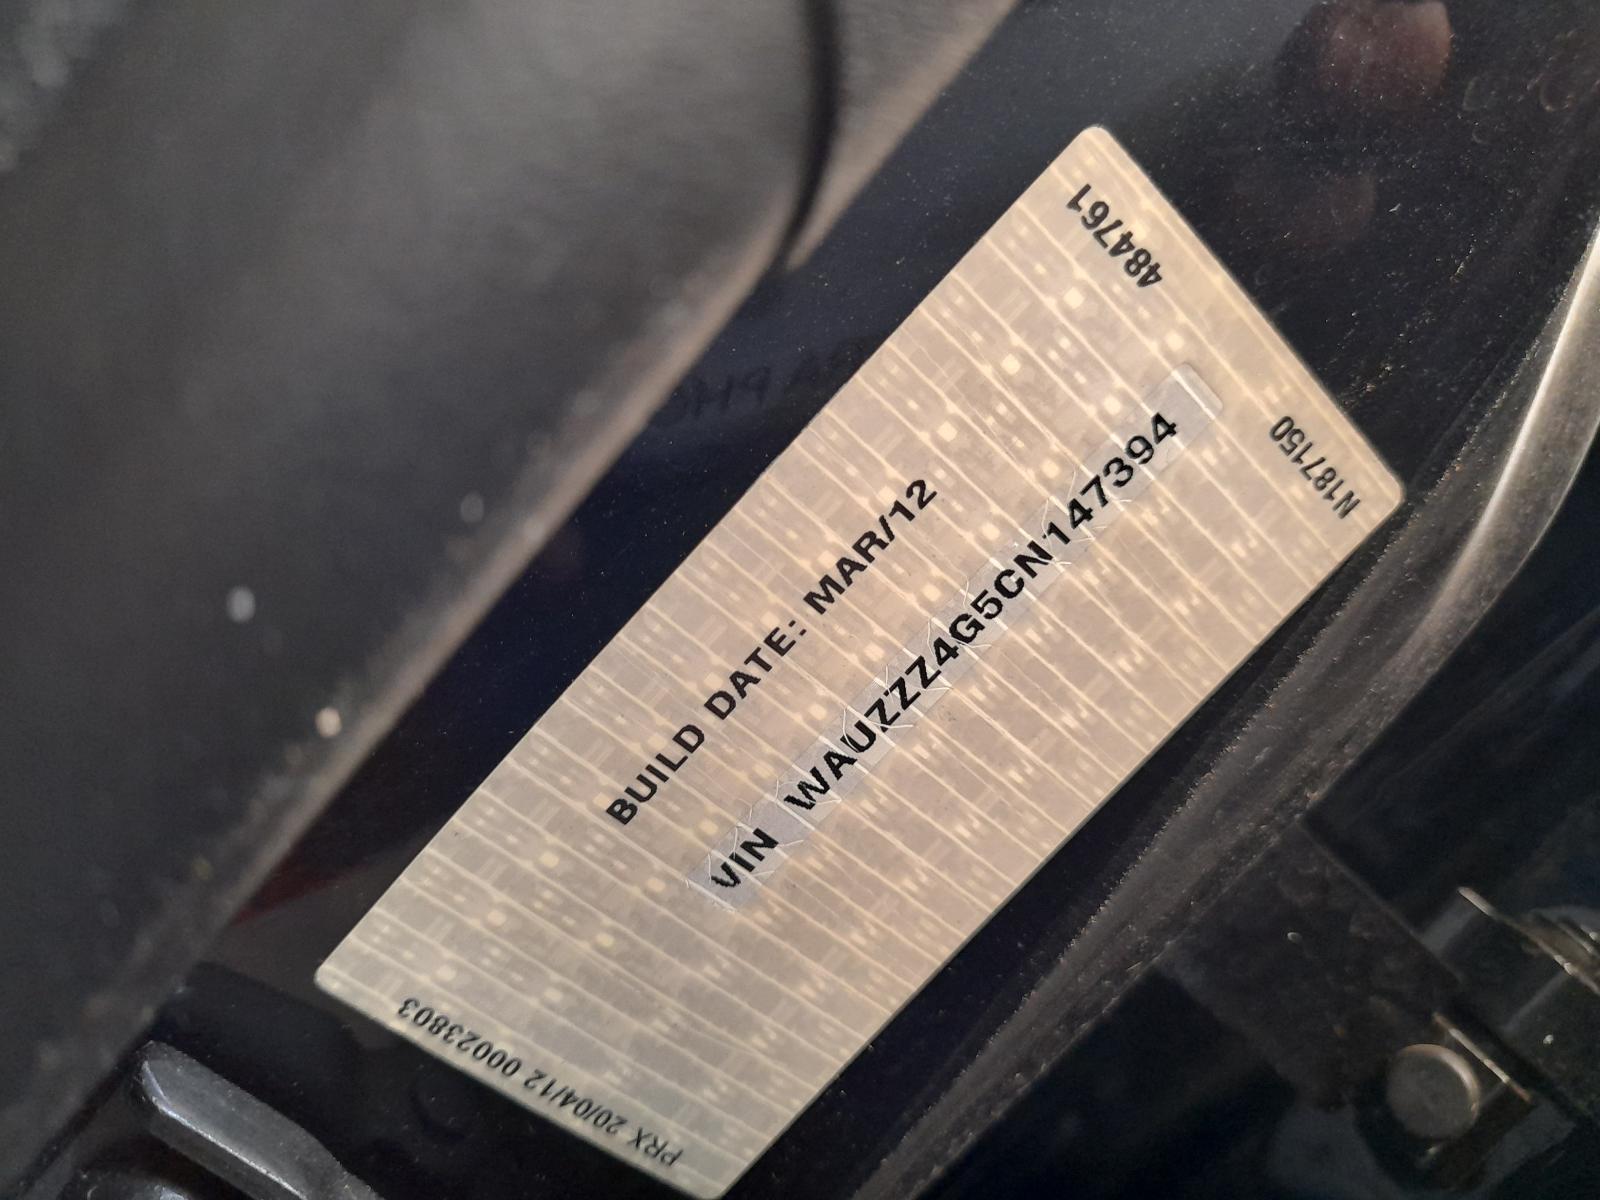 BUILD DATE: MAR/12
VIN WAUZZZ4G5CN147394
484761
N187150
PRX 20/04/12 00023803